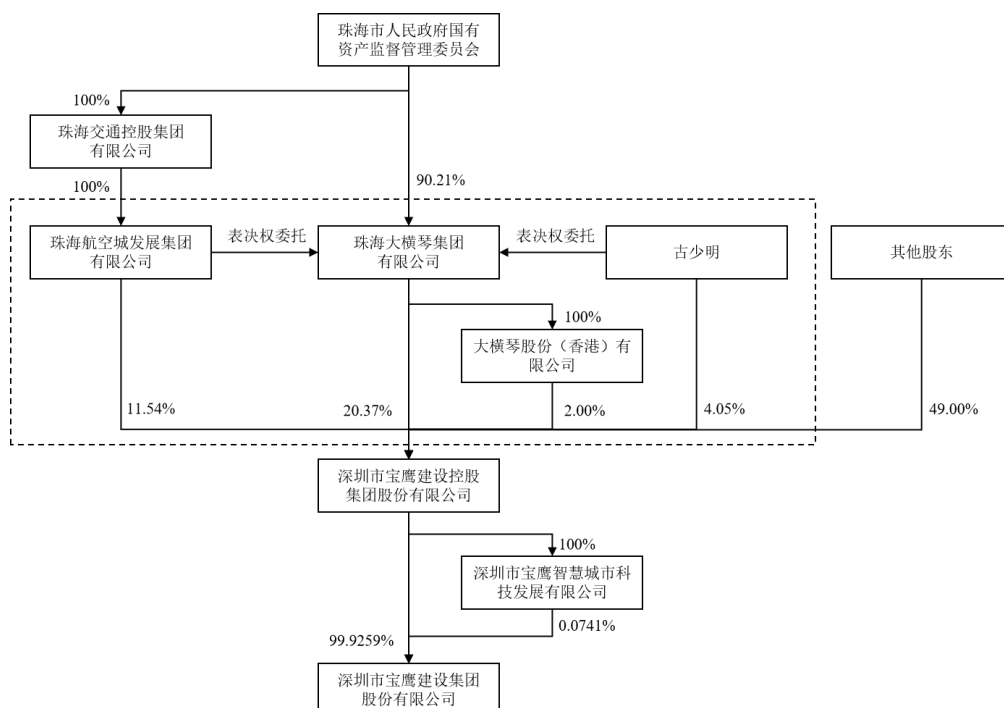 珠海市人民政府国有
资产监督管理委员会
100%
珠海交通控股集团
有限公司
100%
90.21%
珠海航空城发展集团
有限公司
表决权委托
珠海大横琴集团
有限公司
表决权委托
古少明
其他股东
100%
大横琴股份（香港）有
限公司
11.54%
20.37%
2.00%
4.05%
49.00%
深圳市宝鹰建设控股
集团股份有限公司
100%
深圳市宝鹰智慧城市科
技发展有限公司
0.0741%
99.9259%
深圳市宝鹰建设集团
股份有限公司